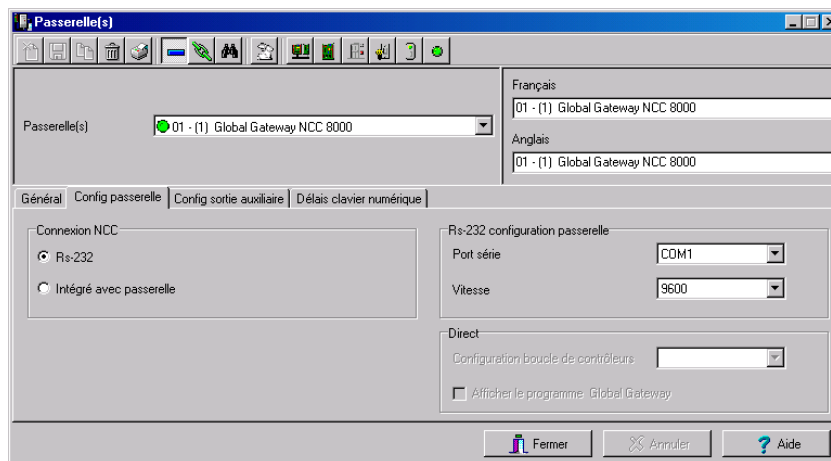 Passerelle(s)
Français
01 - (1) Global Gateway NCC 8000
Passerelle(s)
01 - (1) Global Gateway NCC 8000
Anglais
01 - (1) Global Gateway NCC 8000
Général
Config passerelle
Config sortie auxiliaire
Délais clavier numérique
Connexion NCC
Rs-232
Intégré avec passerelle
Rs-232 configuration passerelle
Port série
COM1
Vitesse
9600
Direct
Configuration boucle de contrôleurs
Afficher le programme Global Gateway
Fermer
Annuler
Aide